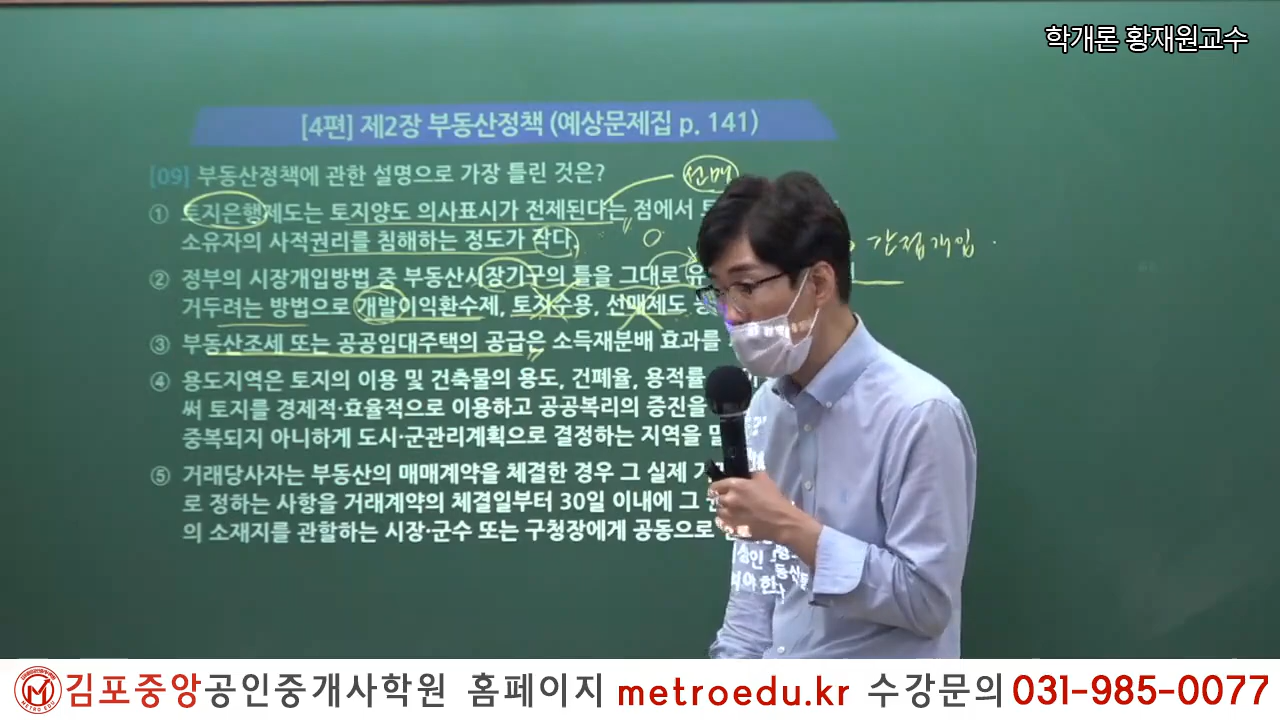 학개론 황재원교수
[4편] 제2장 부동산정책 (예상문제집 p. 141)
[09] 부동산정책에 관한 설명으로 가장 틀린 것은?
선매
① 토지은행제도는 토지양도 의사표시가 전제된다는 점에서
소유자의 사적권리를 침해하는 정도가 작다.
간접개입
② 정부의 시장개입방법 중 부동산시장기구의 틀을 그대로
거두려는 방법으로 개발이익환수제, 토지수용, 선매제도
③ 부동산조세 또는 공공임대주택의 공급은 소득재분배 효과를
④ 용도지역은 토지의 이용 및 건축물의 용도, 건폐율, 용적률
써 토지를 경제적·효율적으로 이용하고 공공복리의 증진을
중복되지 아니하게 도시·군관리계획으로 결정하는 지역을
⑤ 거래당사자는 부동산의 매매계약을 체결한 경우 그 실제
로 정하는 사항을 거래계약의 체결일부터 30일 이내에 그
의 소재지를 관할하는 시장·군수 또는 구청장에게 공동으로
김포중앙공인중개사학원 홈페이지 metroedu.kr 수강문의 031-985-0077
METRO EDU